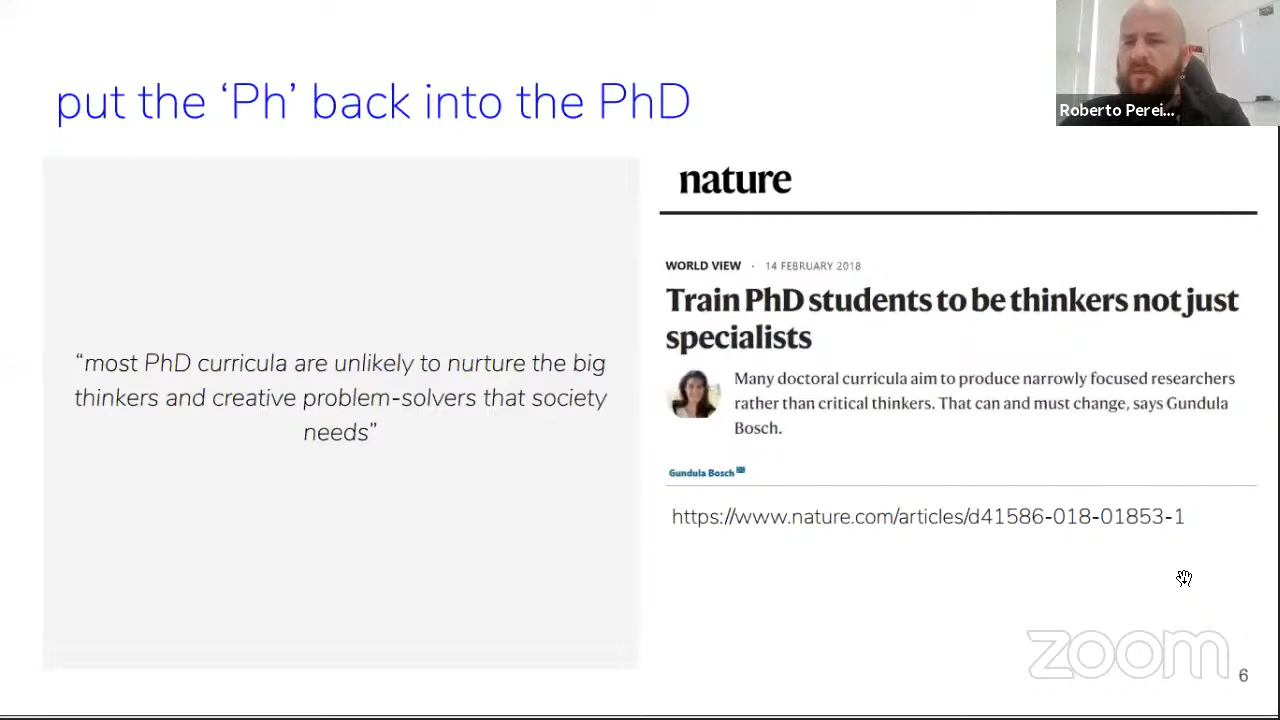 put the ‘Ph’ back into the PhD
Roberto Perei...
“most PhD curricula are unlikely to nurture the big
thinkers and creative problem-solvers that society
needs”
nature
WORLD VIEW · 14 FEBRUARY 2018
Train PhD students to be thinkers not just
specialists
Many doctoral curricula aim to produce narrowly focused researchers
rather than critical thinkers. That can and must change, says Gundula
Bosch.
Gundula Bosch
https://www.nature.com/articles/d41586-018-01853-1
zoom
6